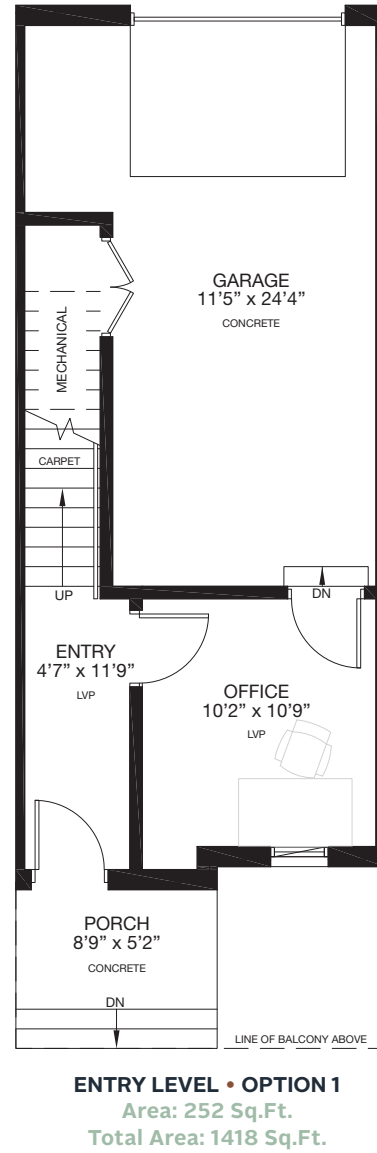 GARAGE
11’5” x 24’4”
CONCRETE
MECHANICAL
CARPET
UP
DN
ENTRY
4’7” x 11’9”
LVP
OFFICE
10’2” x 10’9”
LVP
PORCH
8’9” x 5’2”
CONCRETE
DN
LINE OF BALCONY ABOVE
ENTRY LEVEL • OPTION 1
Area: 252 Sq.Ft.
Total Area: 1418 Sq.Ft.